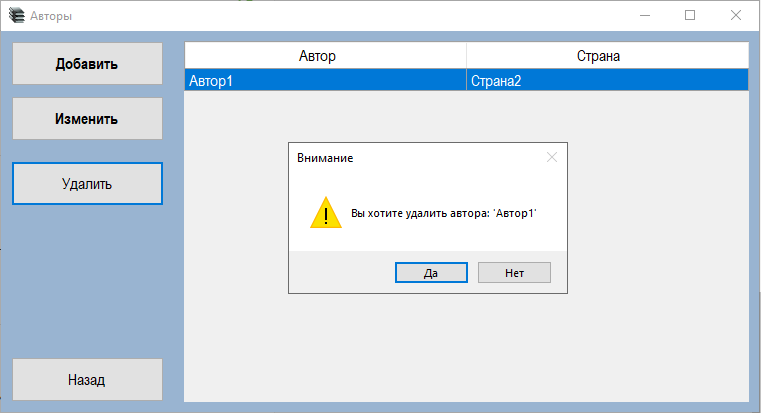 Авторы
Добавить
Изменить
Удалить
Назад
Автор Страна
Автор1 Страна2
Внимание
Вы хотите удалить автора: 'Автор1'
Да Нет